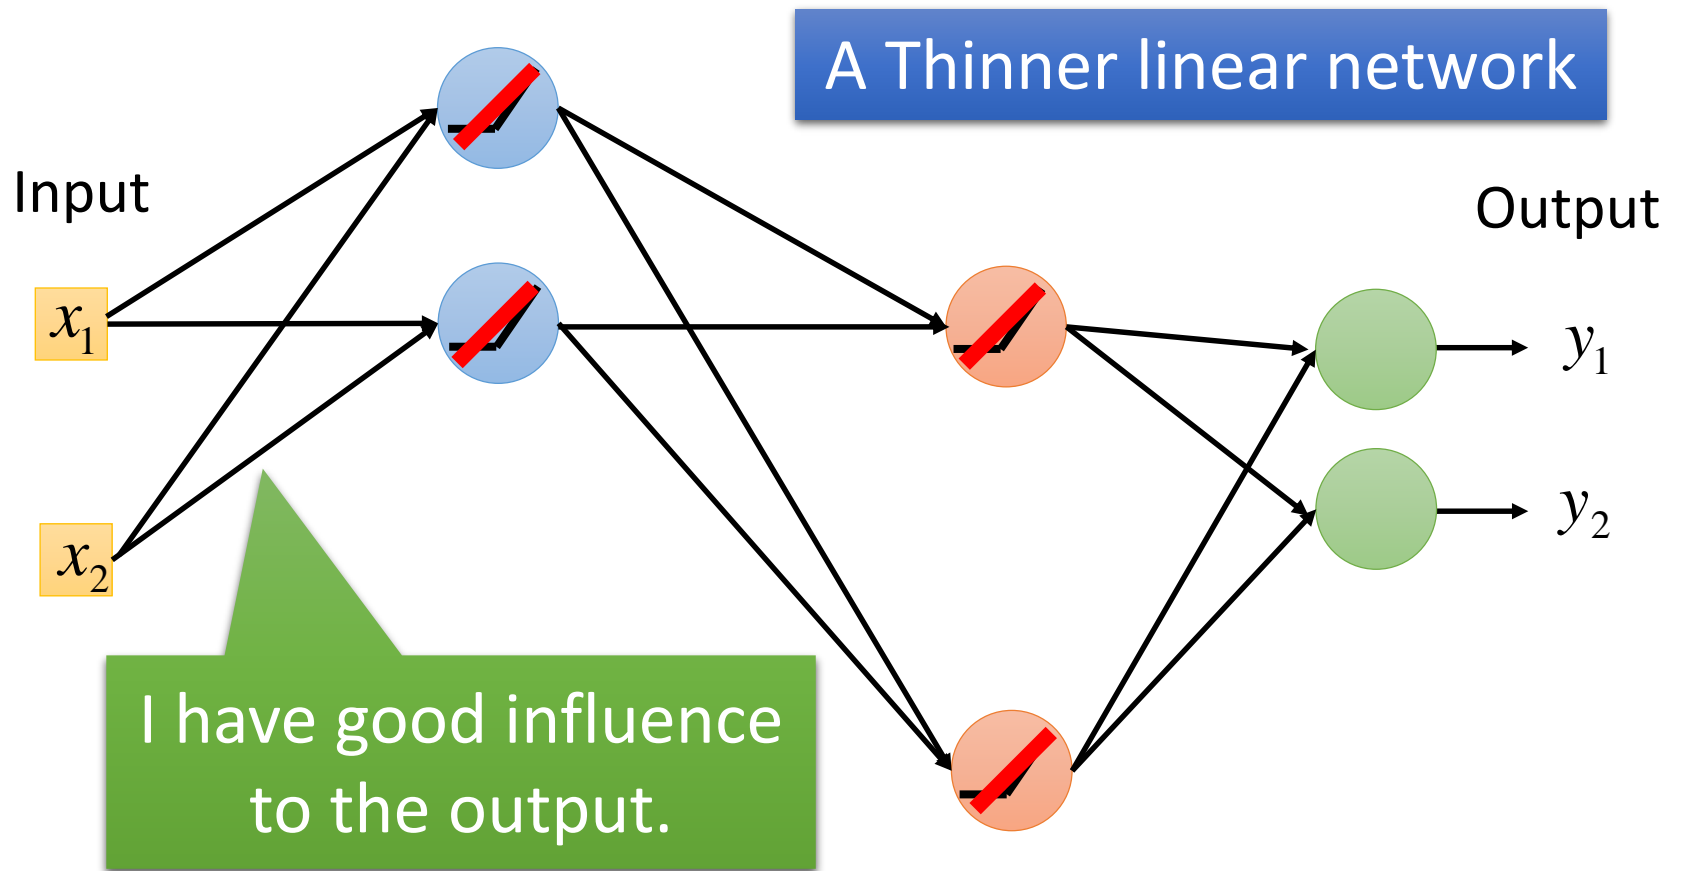 A Thinner linear network
Input
Output
x₁
y₁
x₂
y₂
I have good influence
to the output.